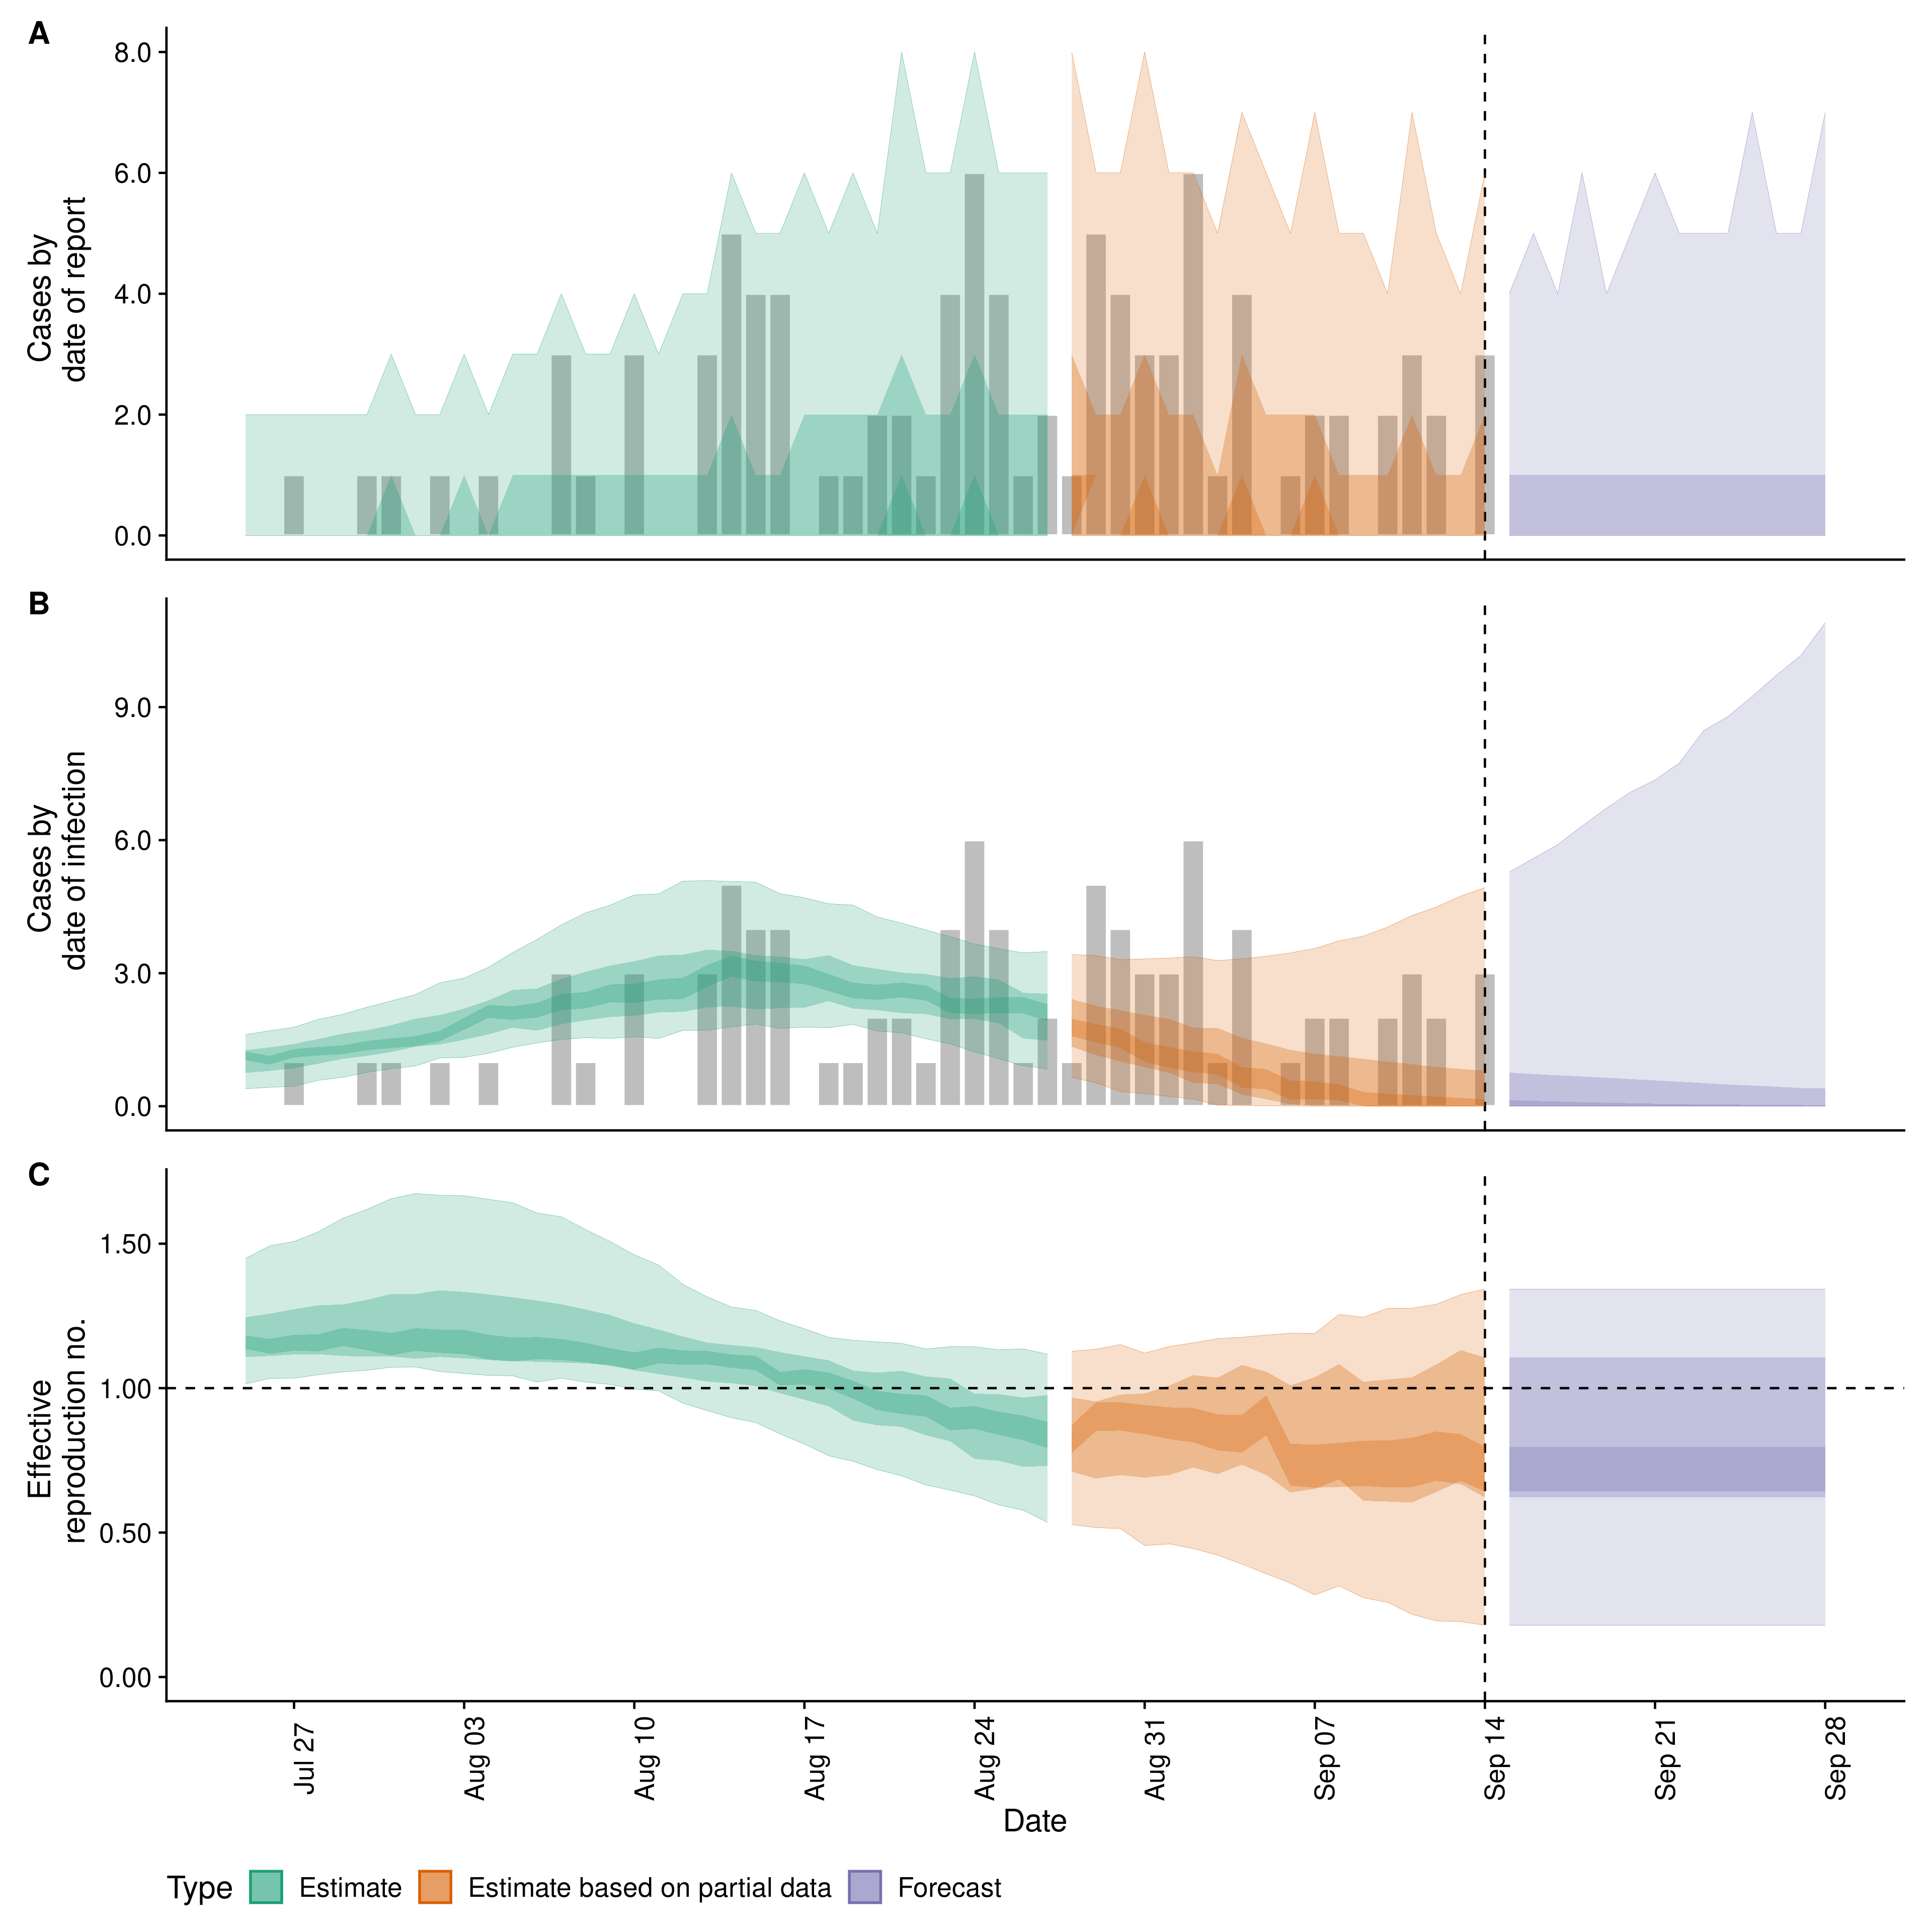 A
Cases by
date of report
8.0
6.0
4.0
2.0
0.0
B
Cases by
date of infection
9.0
6.0
3.0
0.0
C
Effective
reproduction no.
1.50
1.00
0.50
0.00
Jul 27
Aug 03
Aug 10
Aug 17
Aug 24
Aug 31
Sep 07
Sep 14
Sep 21
Sep 28
Date
Type Estimate Estimate based on partial data Forecast